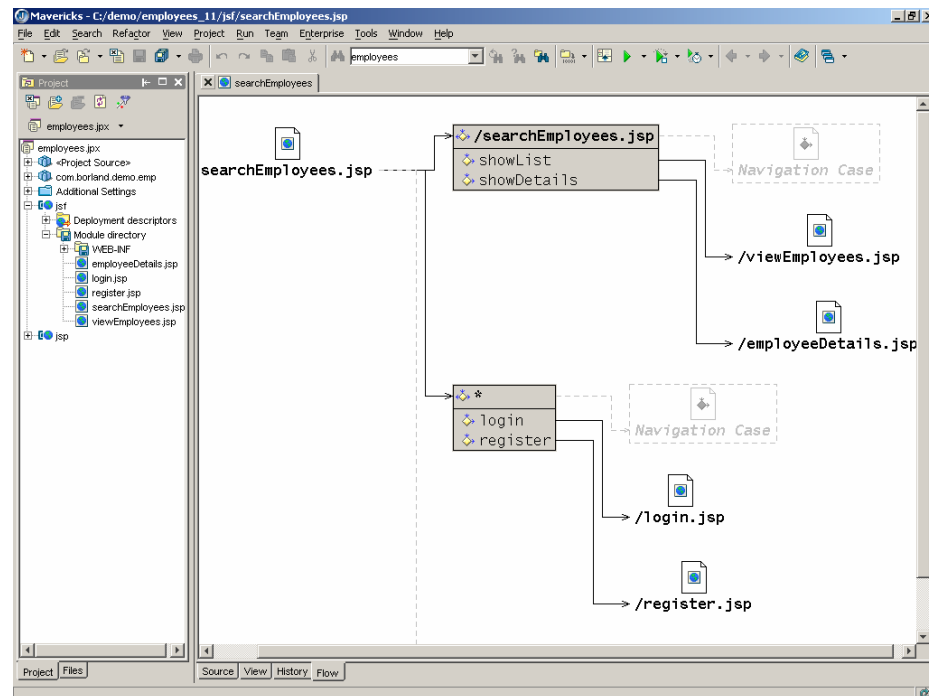 Mavericks - C:/demo/employees_11/jsf/searchEmployees.jsp
File Edit Search Refactor View Project Run Team Enterprise Tools Window Help
employees
Project
searchEmployees
employees.jpx
employees.jpx
<Project Source>
com.borland.demo.emp
Additional Settings
jsf
Deployment descriptors
Module directory
WEB-INF
employeeDetails.jsp
login.jsp
register.jsp
searchEmployees.jsp
viewEmployees.jsp
jsp
searchEmployees.jsp
/searchEmployees.jsp
showList
showDetails
Navigation Case
/viewEmployees.jsp
/employeeDetails.jsp
*
login
register
Navigation Case
/login.jsp
/register.jsp
Project Files
Source View History Flow